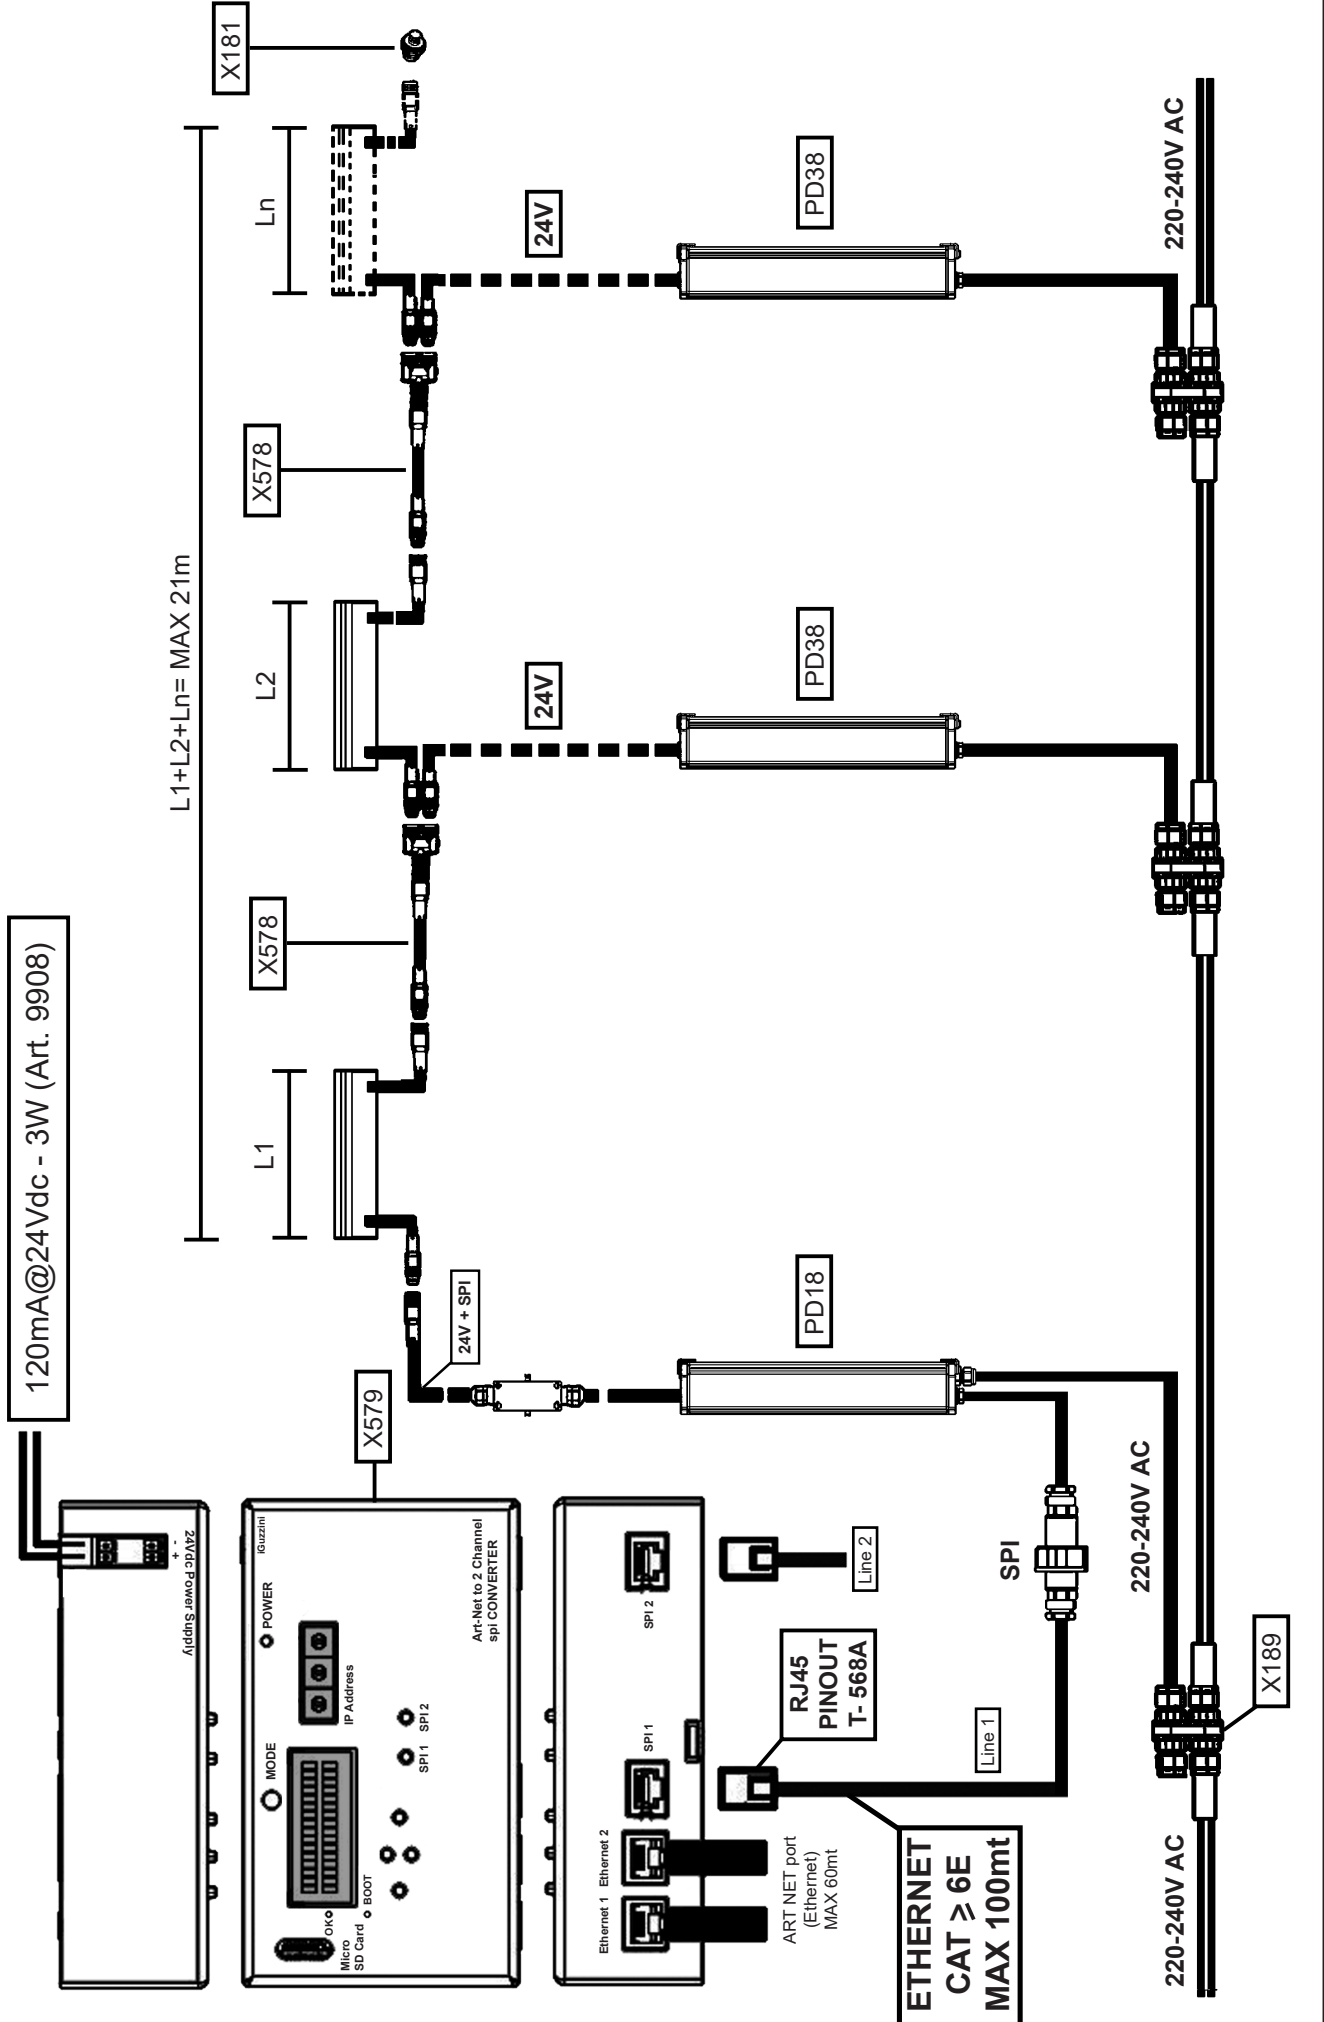 120mA@24Vdc - 3W (Art. 9908)
24Vdc Power Supply
+ -
X579
iGuzzini
POWER
MODE
IP Address
OK
BOOT
Micro
SD Card
SPI 1
SPI 2
Art-Net to 2 Channel
spi CONVERTER
Ethernet 1
Ethernet 2
SPI 1
SPI 2
ART NET port
(Ethernet)
MAX 60mt
RJ45
PINOUT
T- 568A
Line 2
Line 1
ETHERNET
CAT ≥ 6E
MAX 100mt
SPI
220-240V AC
220-240V AC
X189
L1+L2+Ln= MAX 21m
L1
L2
Ln
X578
X578
X181
24V + SPI
24V
24V
PD18
PD38
PD38
220-240V AC